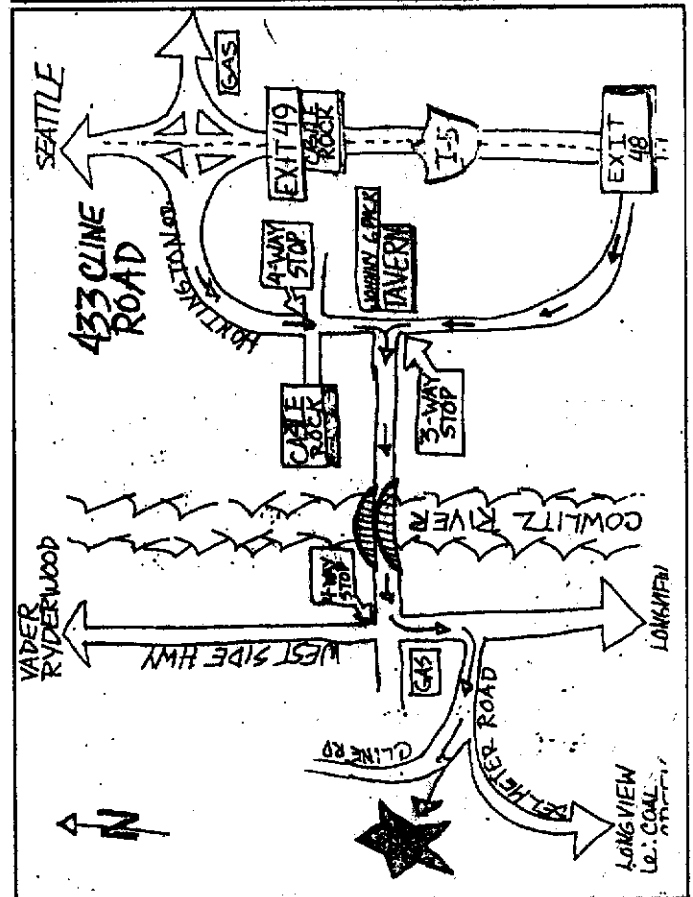 SEATTLE
GAS
EXIT 49
CASTLE
ROCK
I-5
EXIT
48
433 CLINE
ROAD
HUNTINGTON
4-WAY
STOP
TAVERN
CASTLE
ROCK
3-WAY
STOP
COWLITZ RIVER
VADER
RYDERWOOD
4-WAY
STOP
WEST SIDE HWY
GAS
LONGVIEW
CLINE RD
DELMETER ROAD
N
LONGVIEW
COAL